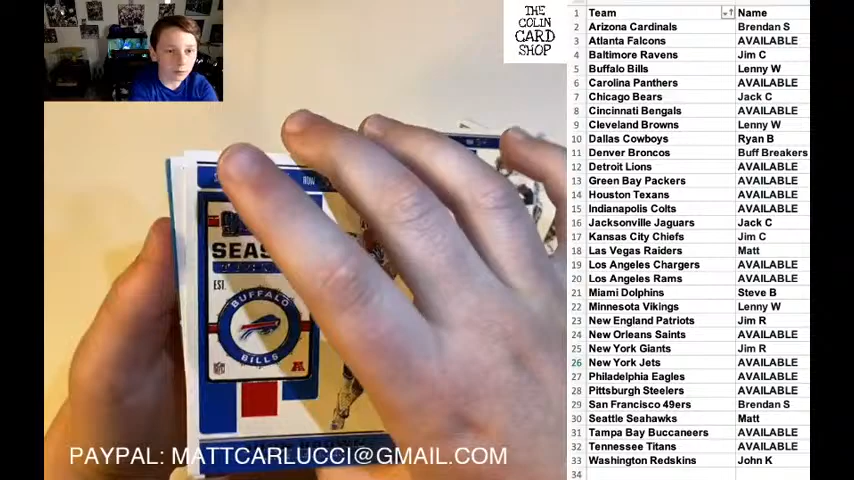 THE
COLIN
CARD
SHOP
SEAS
EST.
BUFFALO
BILLS
PAYPAL: MATTCARLUCCI@GMAIL.COM
1 Team Name
2 Arizona Cardinals Brendan S
3 Atlanta Falcons AVAILABLE
4 Baltimore Ravens Jim C
5 Buffalo Bills Lenny W
6 Carolina Panthers AVAILABLE
7 Chicago Bears Jack C
8 Cincinnati Bengals AVAILABLE
9 Cleveland Browns Lenny W
10 Dallas Cowboys Ryan B
11 Denver Broncos Buff Breakers
12 Detroit Lions AVAILABLE
13 Green Bay Packers AVAILABLE
14 Houston Texans AVAILABLE
15 Indianapolis Colts AVAILABLE
16 Jacksonville Jaguars Jack C
17 Kansas City Chiefs Jim C
18 Las Vegas Raiders Matt
19 Los Angeles Chargers AVAILABLE
20 Los Angeles Rams AVAILABLE
21 Miami Dolphins Steve B
22 Minnesota Vikings Lenny W
23 New England Patriots Jim R
24 New Orleans Saints AVAILABLE
25 New York Giants Jim R
26 New York Jets AVAILABLE
27 Philadelphia Eagles AVAILABLE
28 Pittsburgh Steelers AVAILABLE
29 San Francisco 49ers Brendan S
30 Seattle Seahawks Matt
31 Tampa Bay Buccaneers AVAILABLE
32 Tennessee Titans AVAILABLE
33 Washington Redskins John K
34